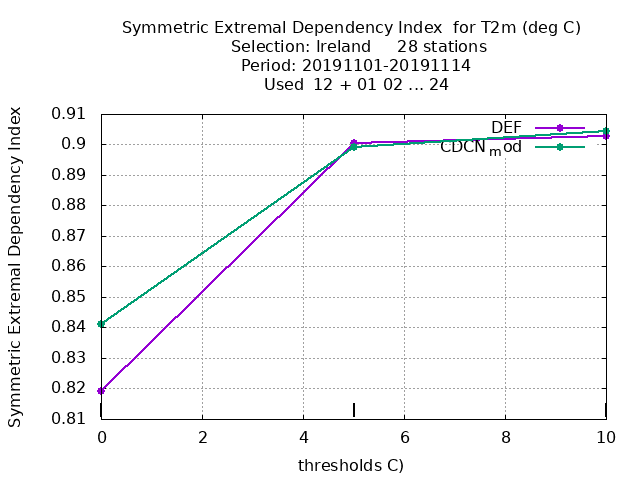 Symmetric Extremal Dependency Index  for T2m (deg C)
Selection: Ireland     28 stations
Period: 20191101-20191114
Used  12 + 01 02 ... 24
Symmetric Extremal Dependency Index
0.91
0.9
0.89
0.88
0.87
0.86
0.85
0.84
0.83
0.82
0.81
DEF
CDCNmod
0 2 4 6 8 10
thresholds C)